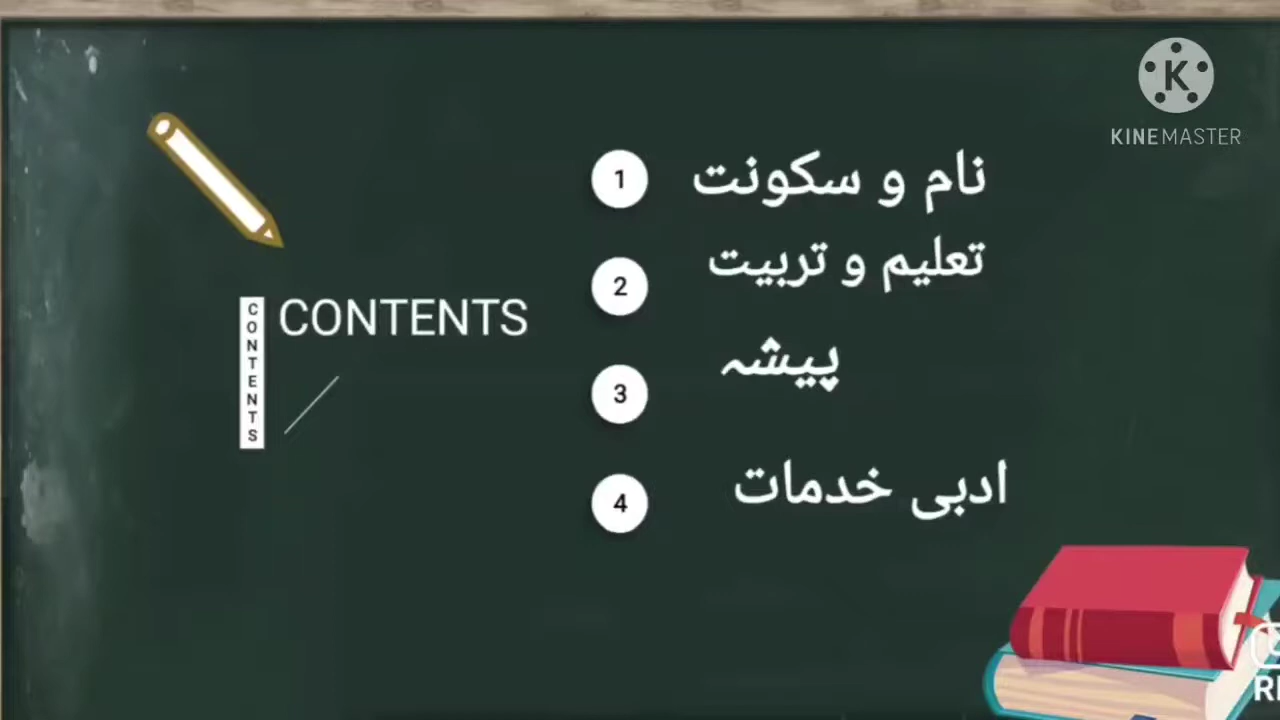 K
KINEMASTER
CONTENTS
CONTENTS
1 نام و سکونت
2 تعلیم و تربیت
3 پیشہ
4 ادبی خدمات